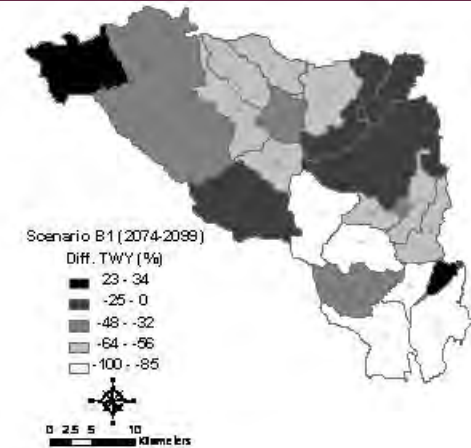 Scenario B1 (2074-2099)
Diff. TWY (%)
23 - 34
-25 - 0
-48 - -32
-64 - -56
-100 - -85
0 2.5 5 10
Kilometers